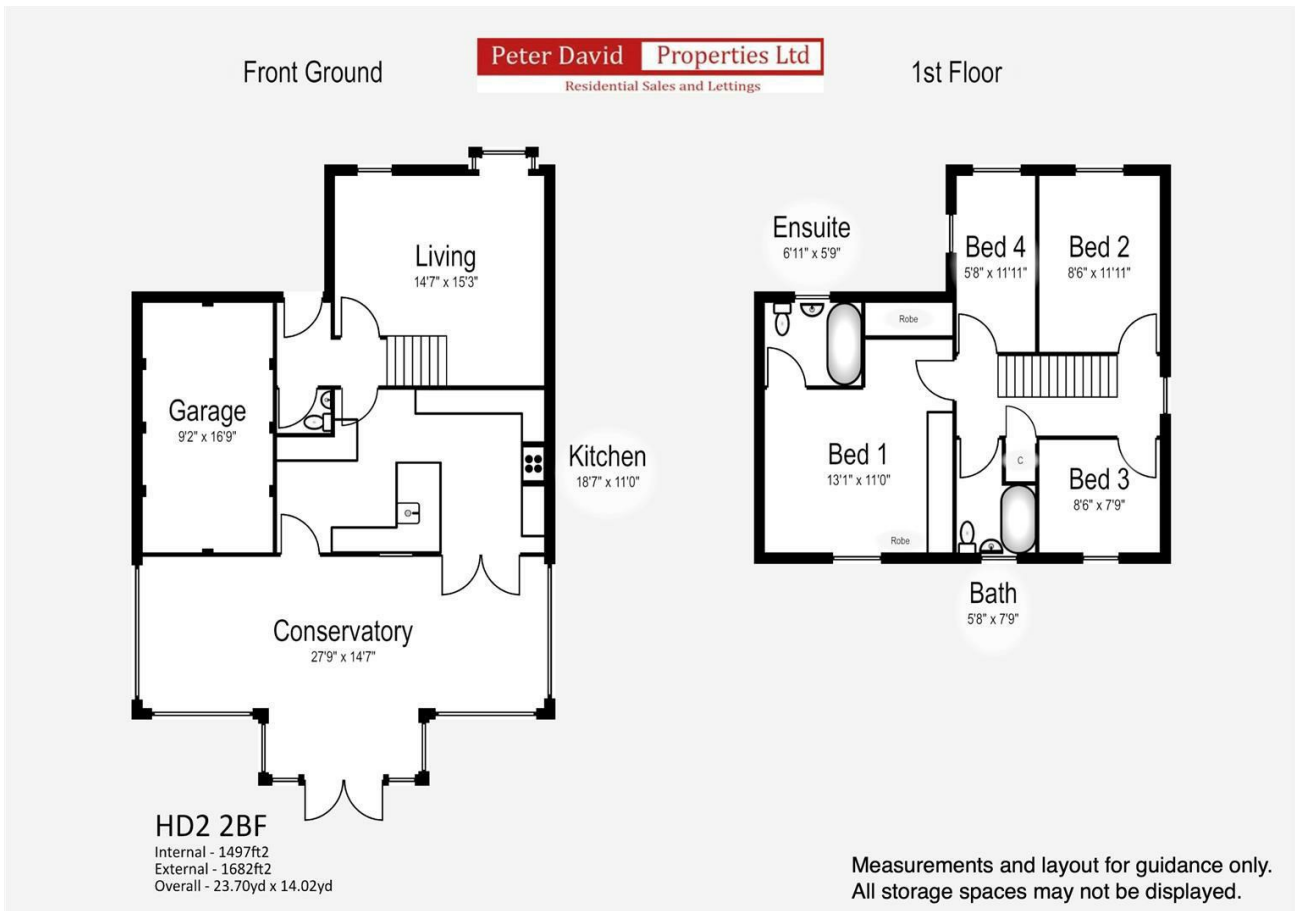 Front Ground
Peter David Properties Ltd
Residential Sales and Lettings
1st Floor
Living
14'7" x 15'3"
Garage
9'2" x 16'9"
Kitchen
18'7" x 11'0"
Conservatory
27'9" x 14'7"
Ensuite
6'11" x 5'9"
Robe
Bed 4
5'8" x 11'11"
Bed 2
8'6" x 11'11"
Bed 1
13'1" x 11'0"
Robe
C
Bed 3
8'6" x 7'9"
Bath
5'8" x 7'9"
HD2 2BF
Internal - 1497ft2
External - 1682ft2
Overall - 23.70yd x 14.02yd
Measurements and layout for guidance only.
All storage spaces may not be displayed.